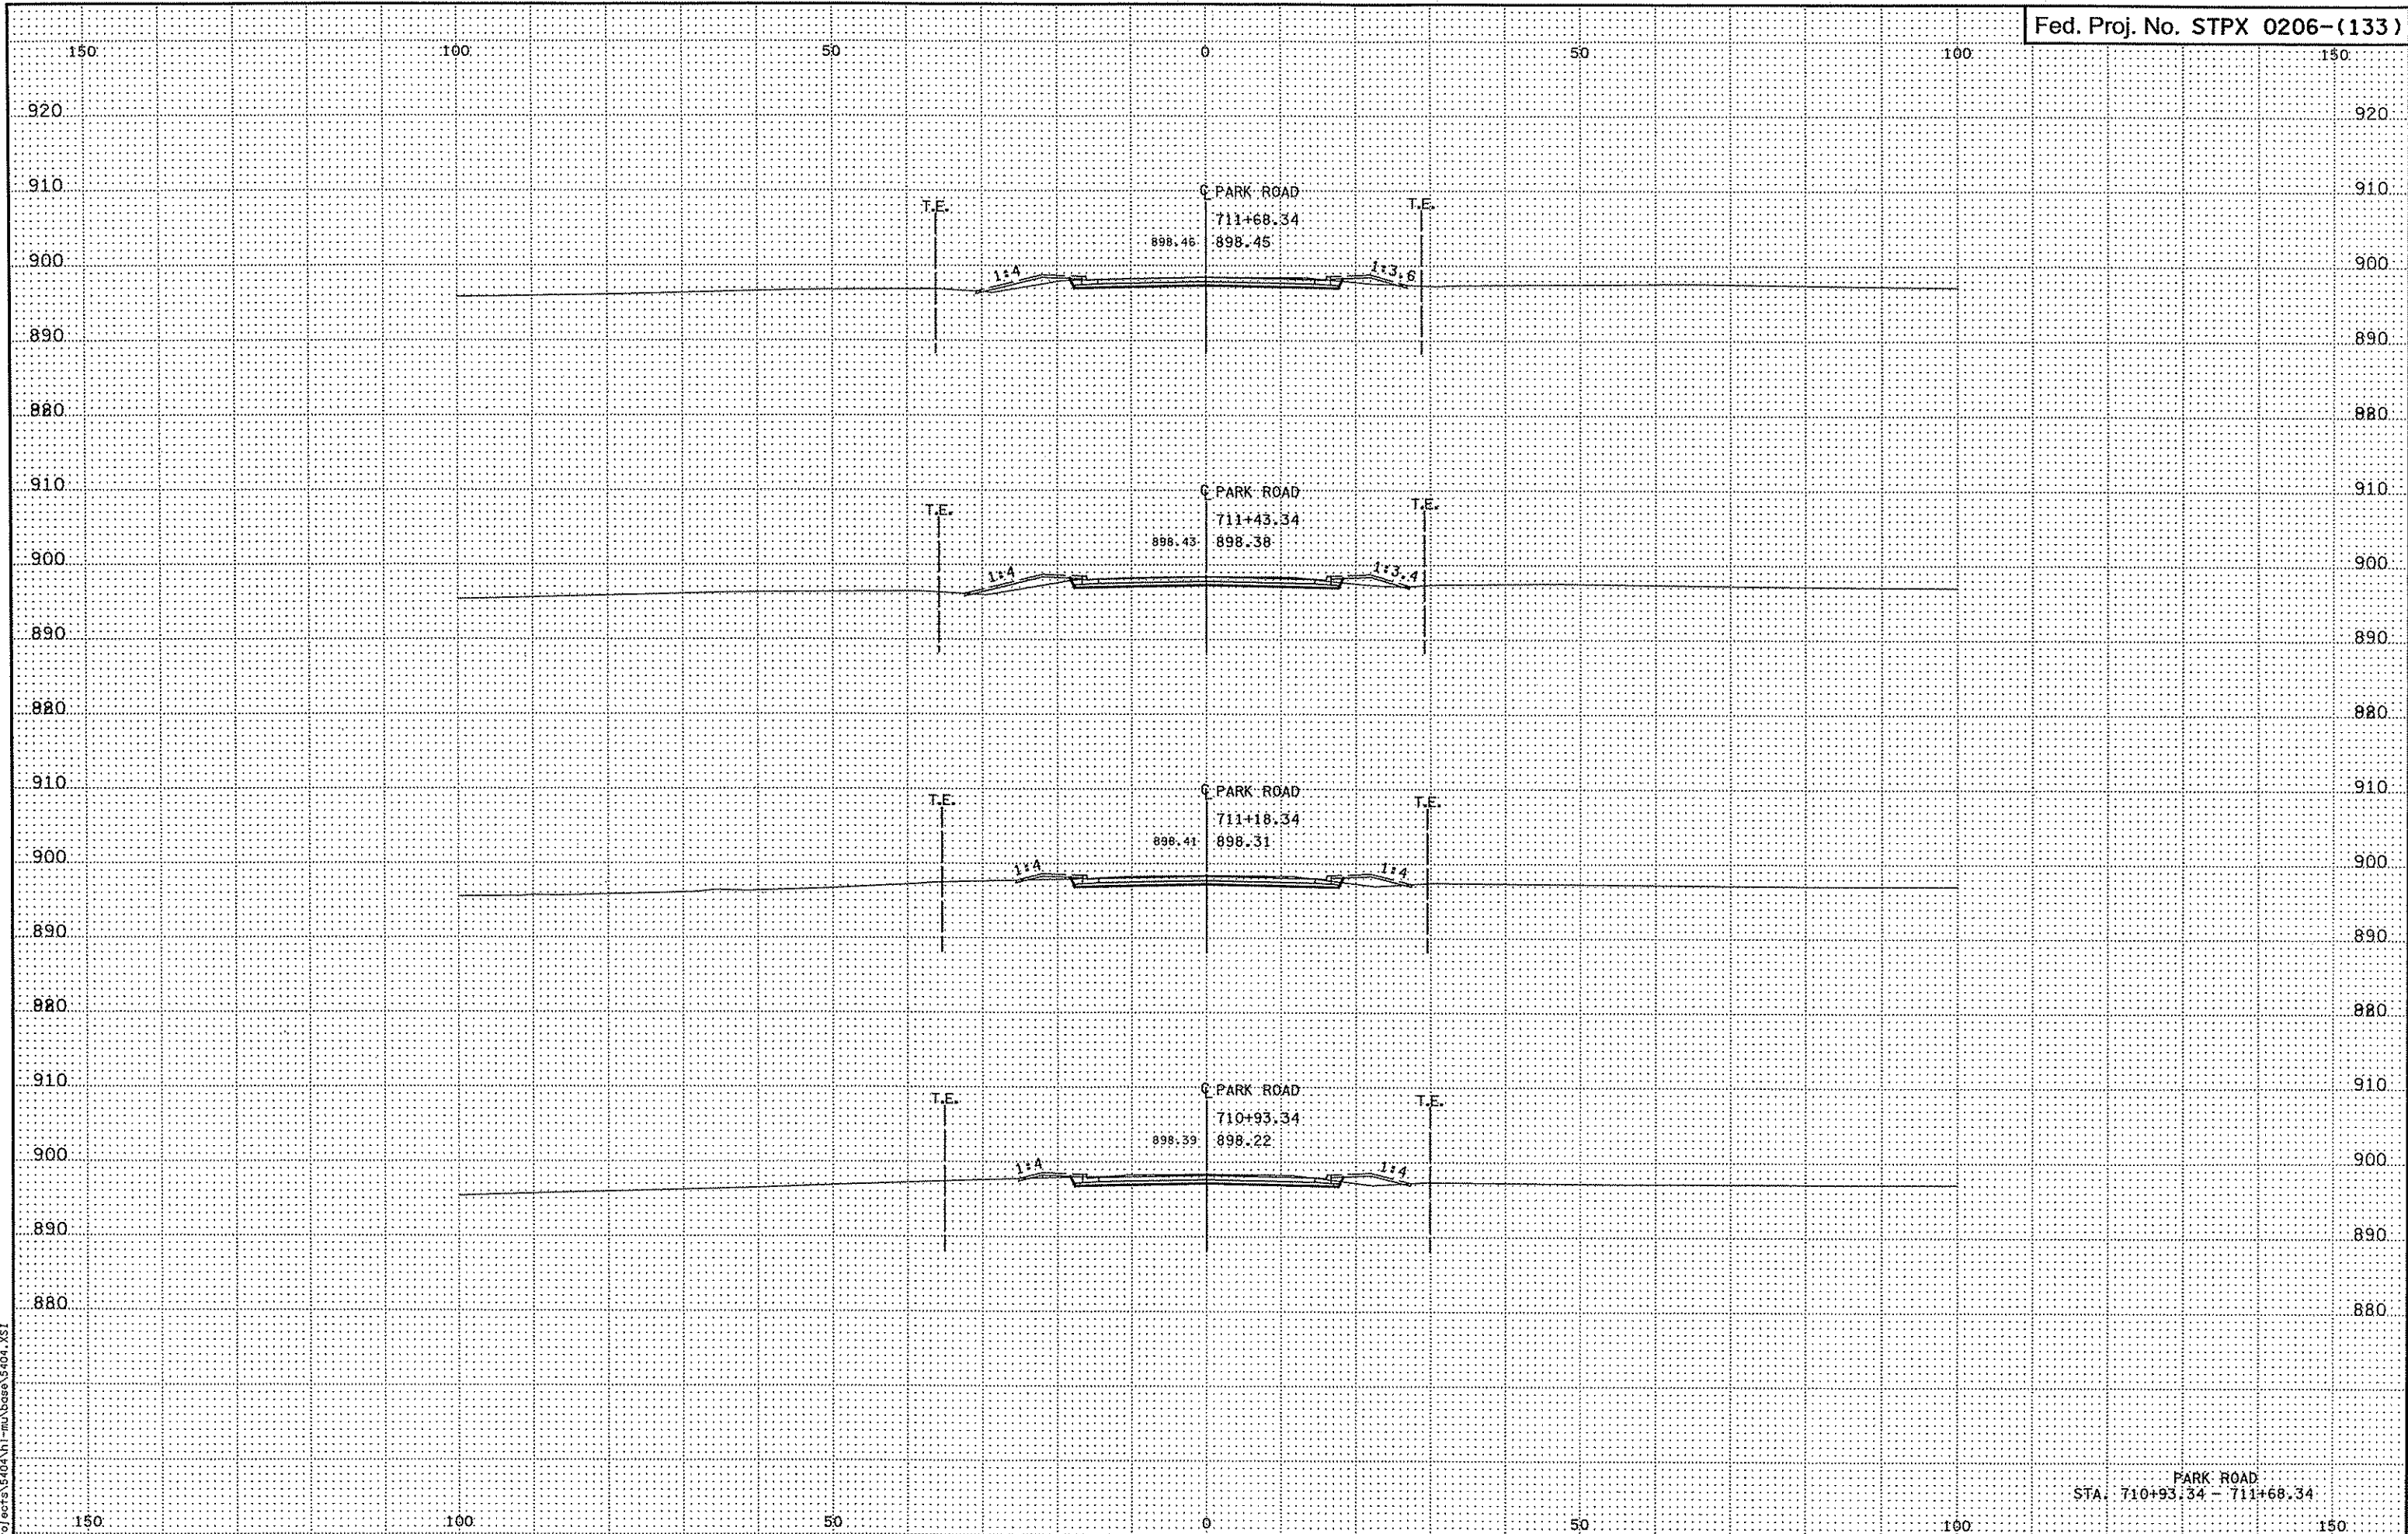 Fed. Proj. No. STPX 0206-(133)
150 100 50 0 50 100 150
920 920
910 ℄ PARK ROAD 910
T.E. T.E.
711+68.34
898.46 898.45
900 900
1:4 1:3.6
890 890
880 880
910 ℄ PARK ROAD 910
T.E. T.E.
711+43.34
898.43 898.38
900 900
1:4 1:3.4
890 890
880 880
910 ℄ PARK ROAD 910
T.E. T.E.
711+18.34
898.41 898.31
900 900
1:4 1:4
890 890
880 880
910 ℄ PARK ROAD 910
T.E. T.E.
710+93.34
898.39 898.22
900 900
1:4 1:4
890 890
880 880
PARK ROAD
STA. 710+93.34 - 711+68.34
150 100 50 0 50 100 150